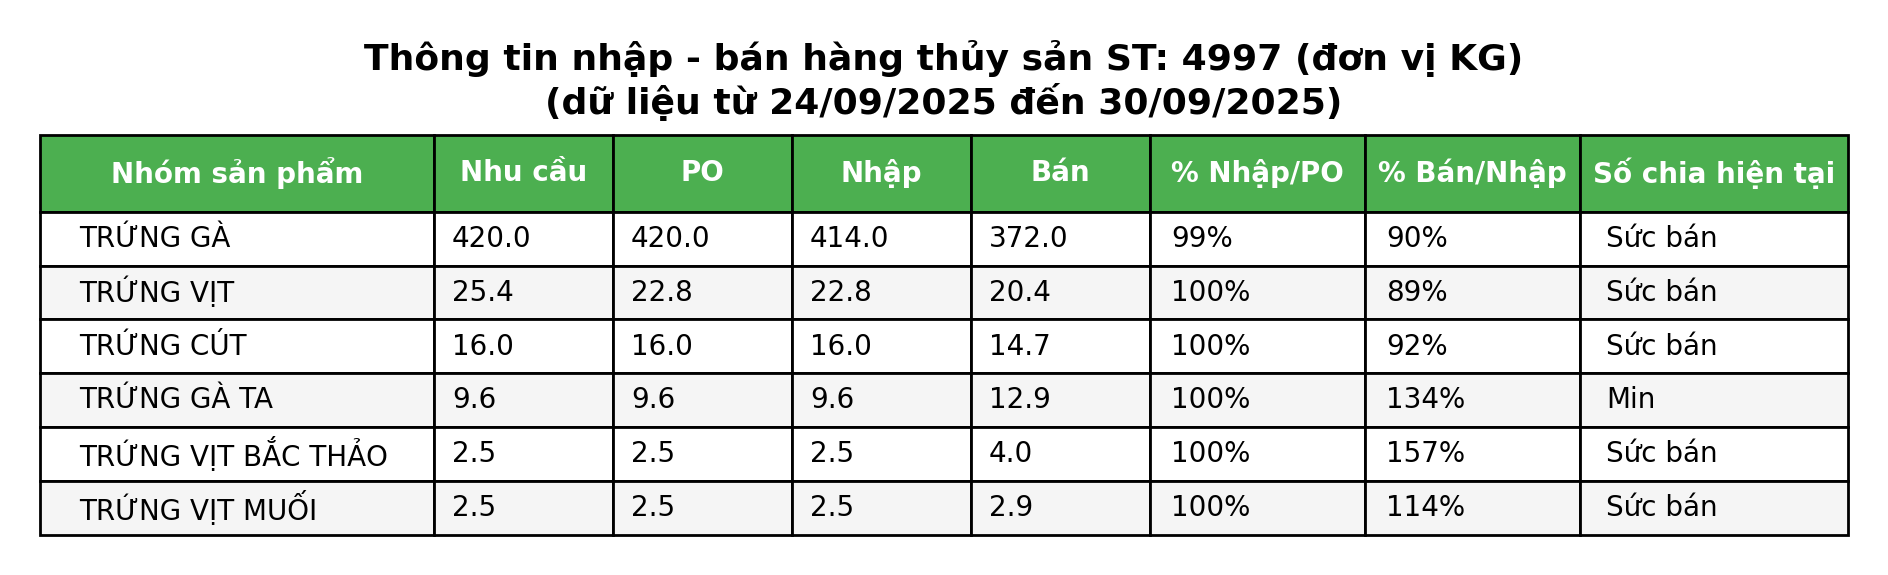 Thông tin nhập - bán hàng thủy sản ST: 4997 (đơn vị KG)
(dữ liệu từ 24/09/2025 đến 30/09/2025)
Nhóm sản phẩm Nhu cầu PO Nhập Bán % Nhập/PO % Bán/Nhập Số chia hiện tại
TRỨNG GÀ 420.0 420.0 414.0 372.0 99% 90% Sức bán
TRỨNG VỊT 25.4 22.8 22.8 20.4 100% 89% Sức bán
TRỨNG CÚT 16.0 16.0 16.0 14.7 100% 92% Sức bán
TRỨNG GÀ TA 9.6 9.6 9.6 12.9 100% 134% Min
TRỨNG VỊT BẮC THẢO 2.5 2.5 2.5 4.0 100% 157% Sức bán
TRỨNG VỊT MUỐI 2.5 2.5 2.5 2.9 100% 114% Sức bán